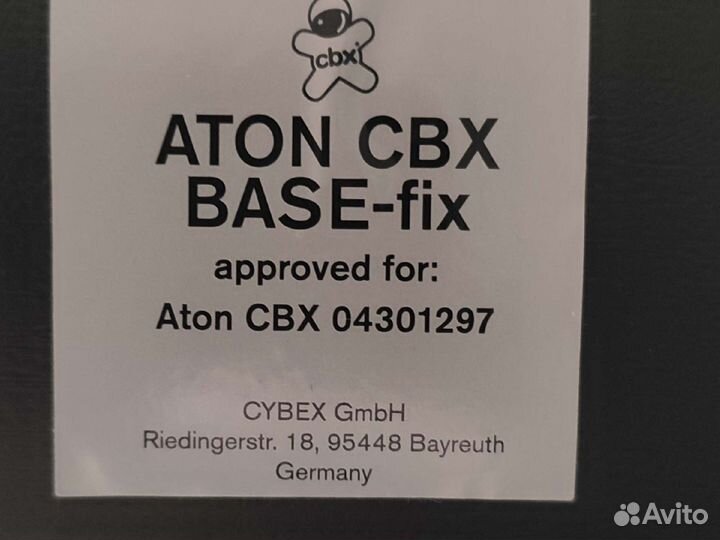 cbx
ATON CBX
BASE-fix
approved for:
Aton CBX 04301297
CYBEX GmbH
Riedingerstr. 18, 95448 Bayreuth
Germany
Avito